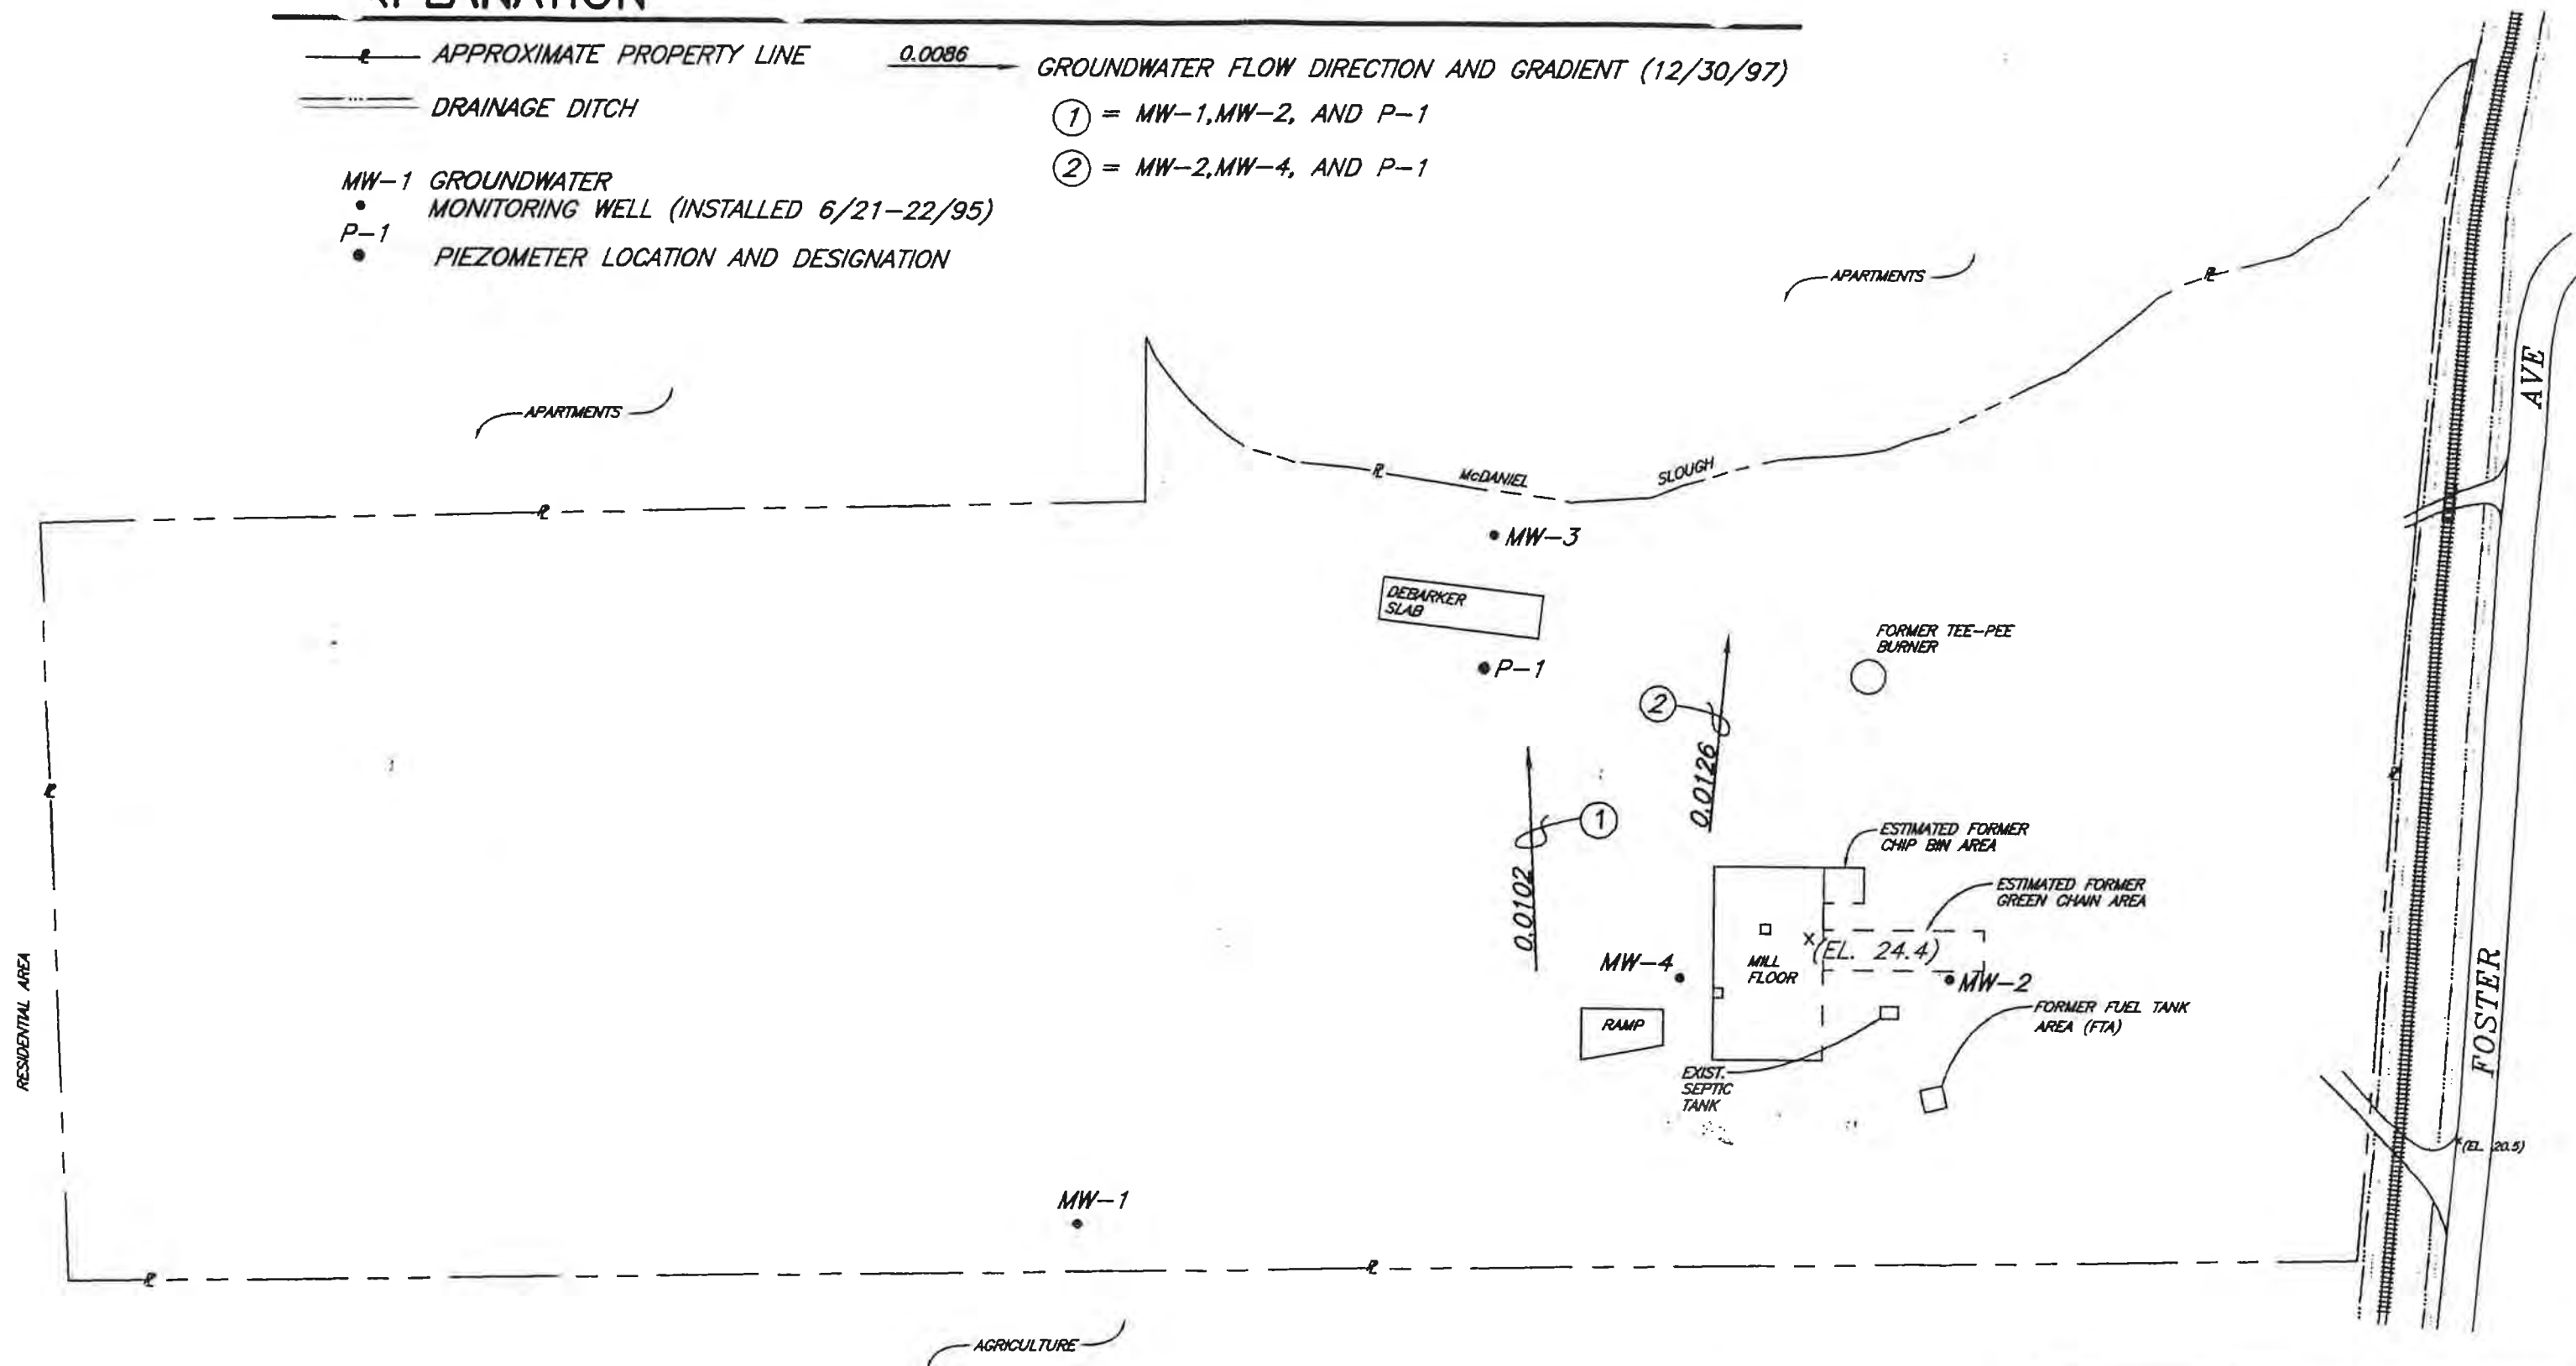 APPROXIMATE PROPERTY LINE
DRAINAGE DITCH
MW-1 GROUNDWATER
MONITORING WELL (INSTALLED 6/21-22/95)
P-1
PIEZOMETER LOCATION AND DESIGNATION
0.0086
GROUNDWATER FLOW DIRECTION AND GRADIENT (12/30/97)
1 = MW-1,MW-2, AND P-1
2 = MW-2,MW-4, AND P-1
APARTMENTS
APARTMENTS
McDANIEL
SLOUGH
MW-3
DEBARKER
SLAB
P-1
FORMER TEE-PEE
BURNER
2
0.0126
1
0.0102
ESTIMATED FORMER
CHIP BIN AREA
ESTIMATED FORMER
GREEN CHAIN AREA
x(EL. 24.4)
MILL
FLOOR
MW-4
MW-2
RAMP
FORMER FUEL TANK
AREA (FTA)
EXIST.
SEPTIC
TANK
MW-1
RESIDENTIAL AREA
AGRICULTURE
FOSTER
AVE
x(EL. 20.5)